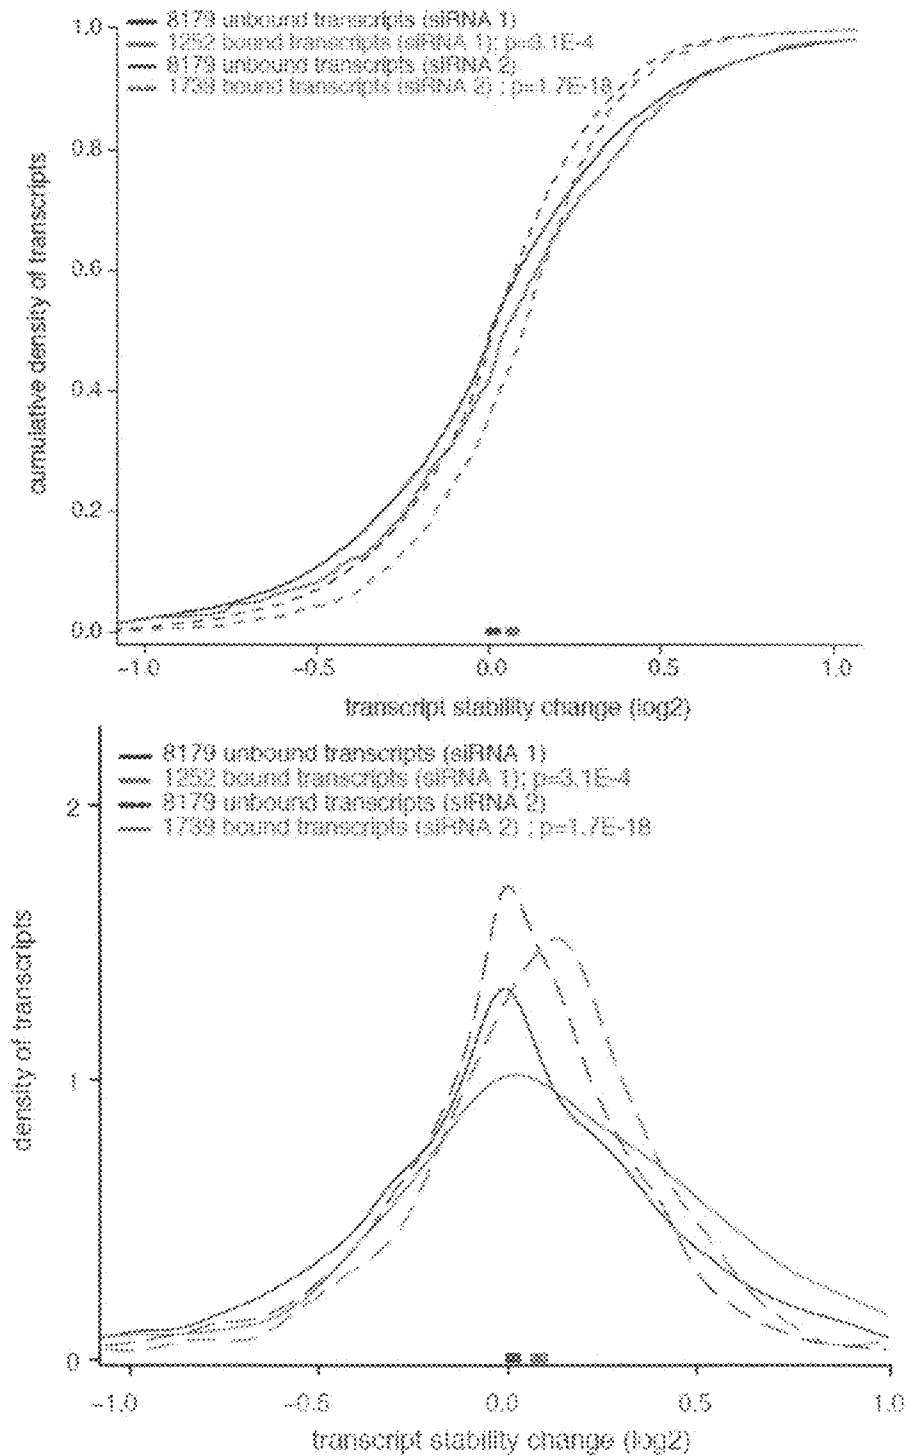 8179 unbound transcripts (siRNA 1)
1252 bound transcripts (siRNA 1); p=3.1E-4
8179 unbound transcripts (siRNA 2)
1739 bound transcripts (siRNA 2) ; p=1.7E-18
1.0
0.8
0.6
0.4
0.2
0.0
cumulative density of transcripts
-1.0
-0.5
0.0
0.5
1.0
transcript stability change (log2)
8179 unbound transcripts (siRNA 1)
1252 bound transcripts (siRNA 1); p=3.1E-4
8179 unbound transcripts (siRNA 2)
1739 bound transcripts (siRNA 2) ; p=1.7E-18
2
1
0
density of transcripts
-1.0
-0.5
0.0
0.5
1.0
transcript stability change (log2)